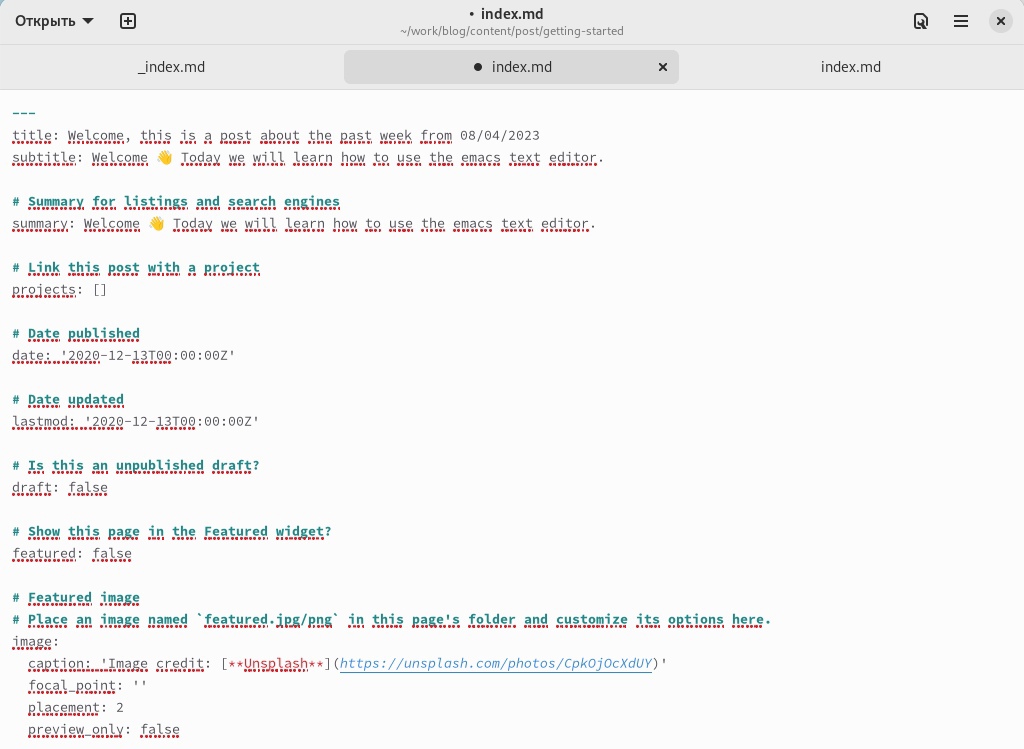 Открыть
• index.md
~/work/blog/content/post/getting-started
_index.md
● index.md
index.md
---
title: Welcome, this is a post about the past week from 08/04/2023
subtitle: Welcome 👋 Today we will learn how to use the emacs text editor.
# Summary for listings and search engines
summary: Welcome 👋 Today we will learn how to use the emacs text editor.
# Link this post with a project
projects: []
# Date published
date: '2020-12-13T00:00:00Z'
# Date updated
lastmod: '2020-12-13T00:00:00Z'
# Is this an unpublished draft?
draft: false
# Show this page in the Featured widget?
featured: false
# Featured image
# Place an image named `featured.jpg/png` in this page's folder and customize its options here.
image:
  caption: 'Image credit: [**Unsplash**](https://unsplash.com/photos/CpkOjOcXdUY)'
  focal_point: ''
  placement: 2
  preview_only: false